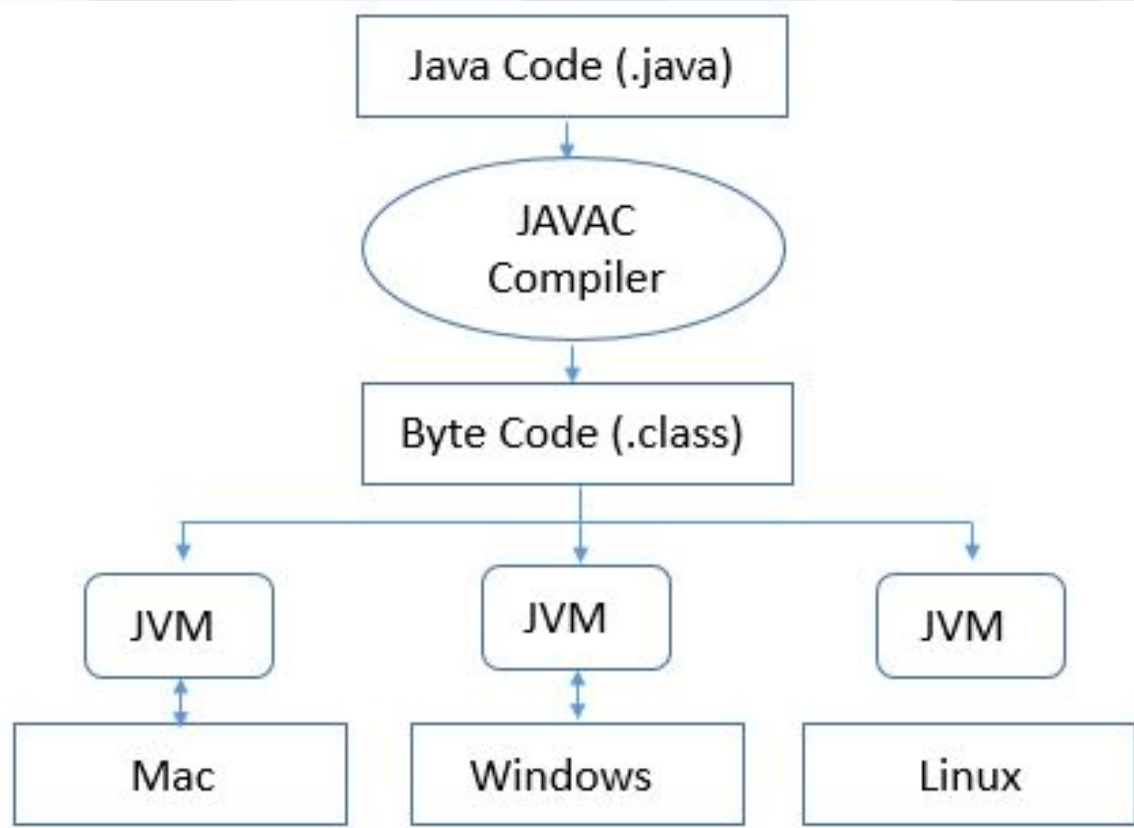 Java Code (.java)
JAVAC
Compiler
Byte Code (.class)
JVM
JVM
JVM
Mac
Windows
Linux